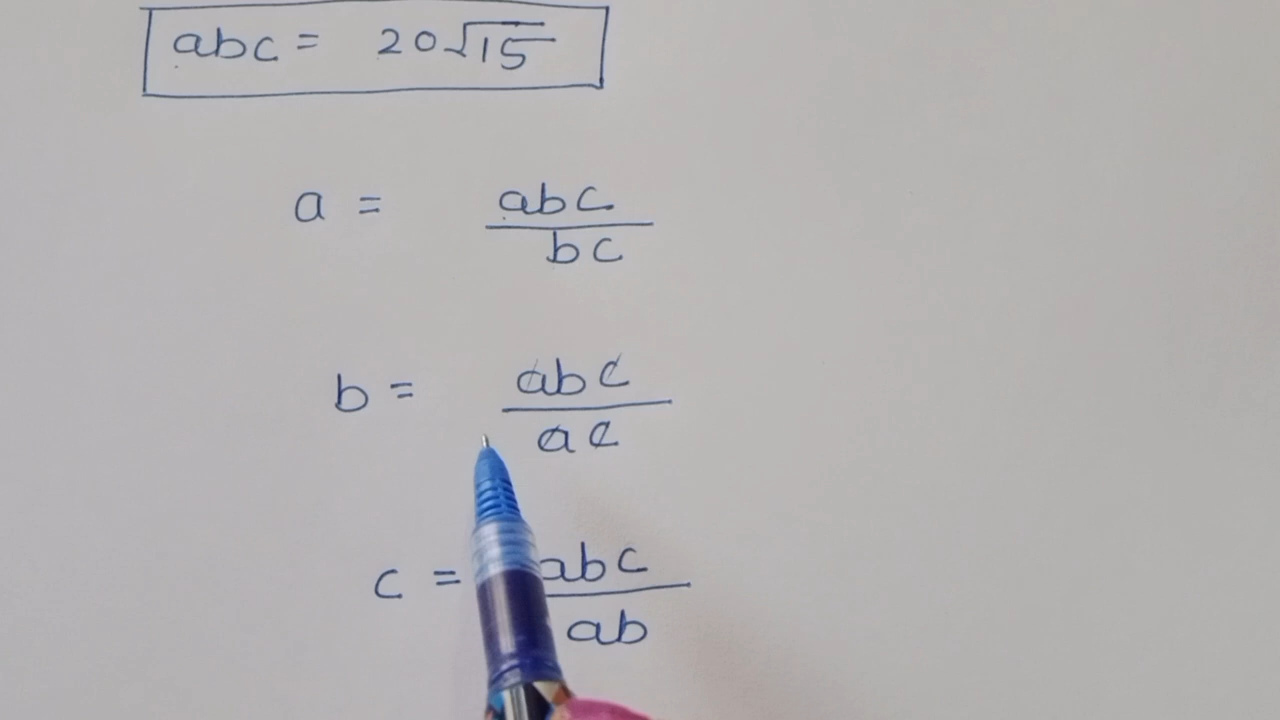 abc = 20√15
a = abc / bc
b = abc / ac
c = abc / ab